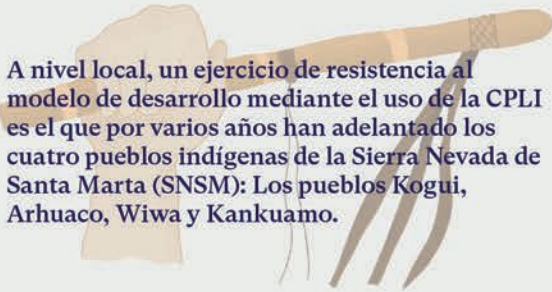 A nivel local, un ejercicio de resistencia al
modelo de desarrollo mediante el uso de la CPLI
es el que por varios años han adelantado los
cuatro pueblos indígenas de la Sierra Nevada de
Santa Marta (SNSM): Los pueblos Kogui,
Arhuaco, Wiwa y Kankuamo.